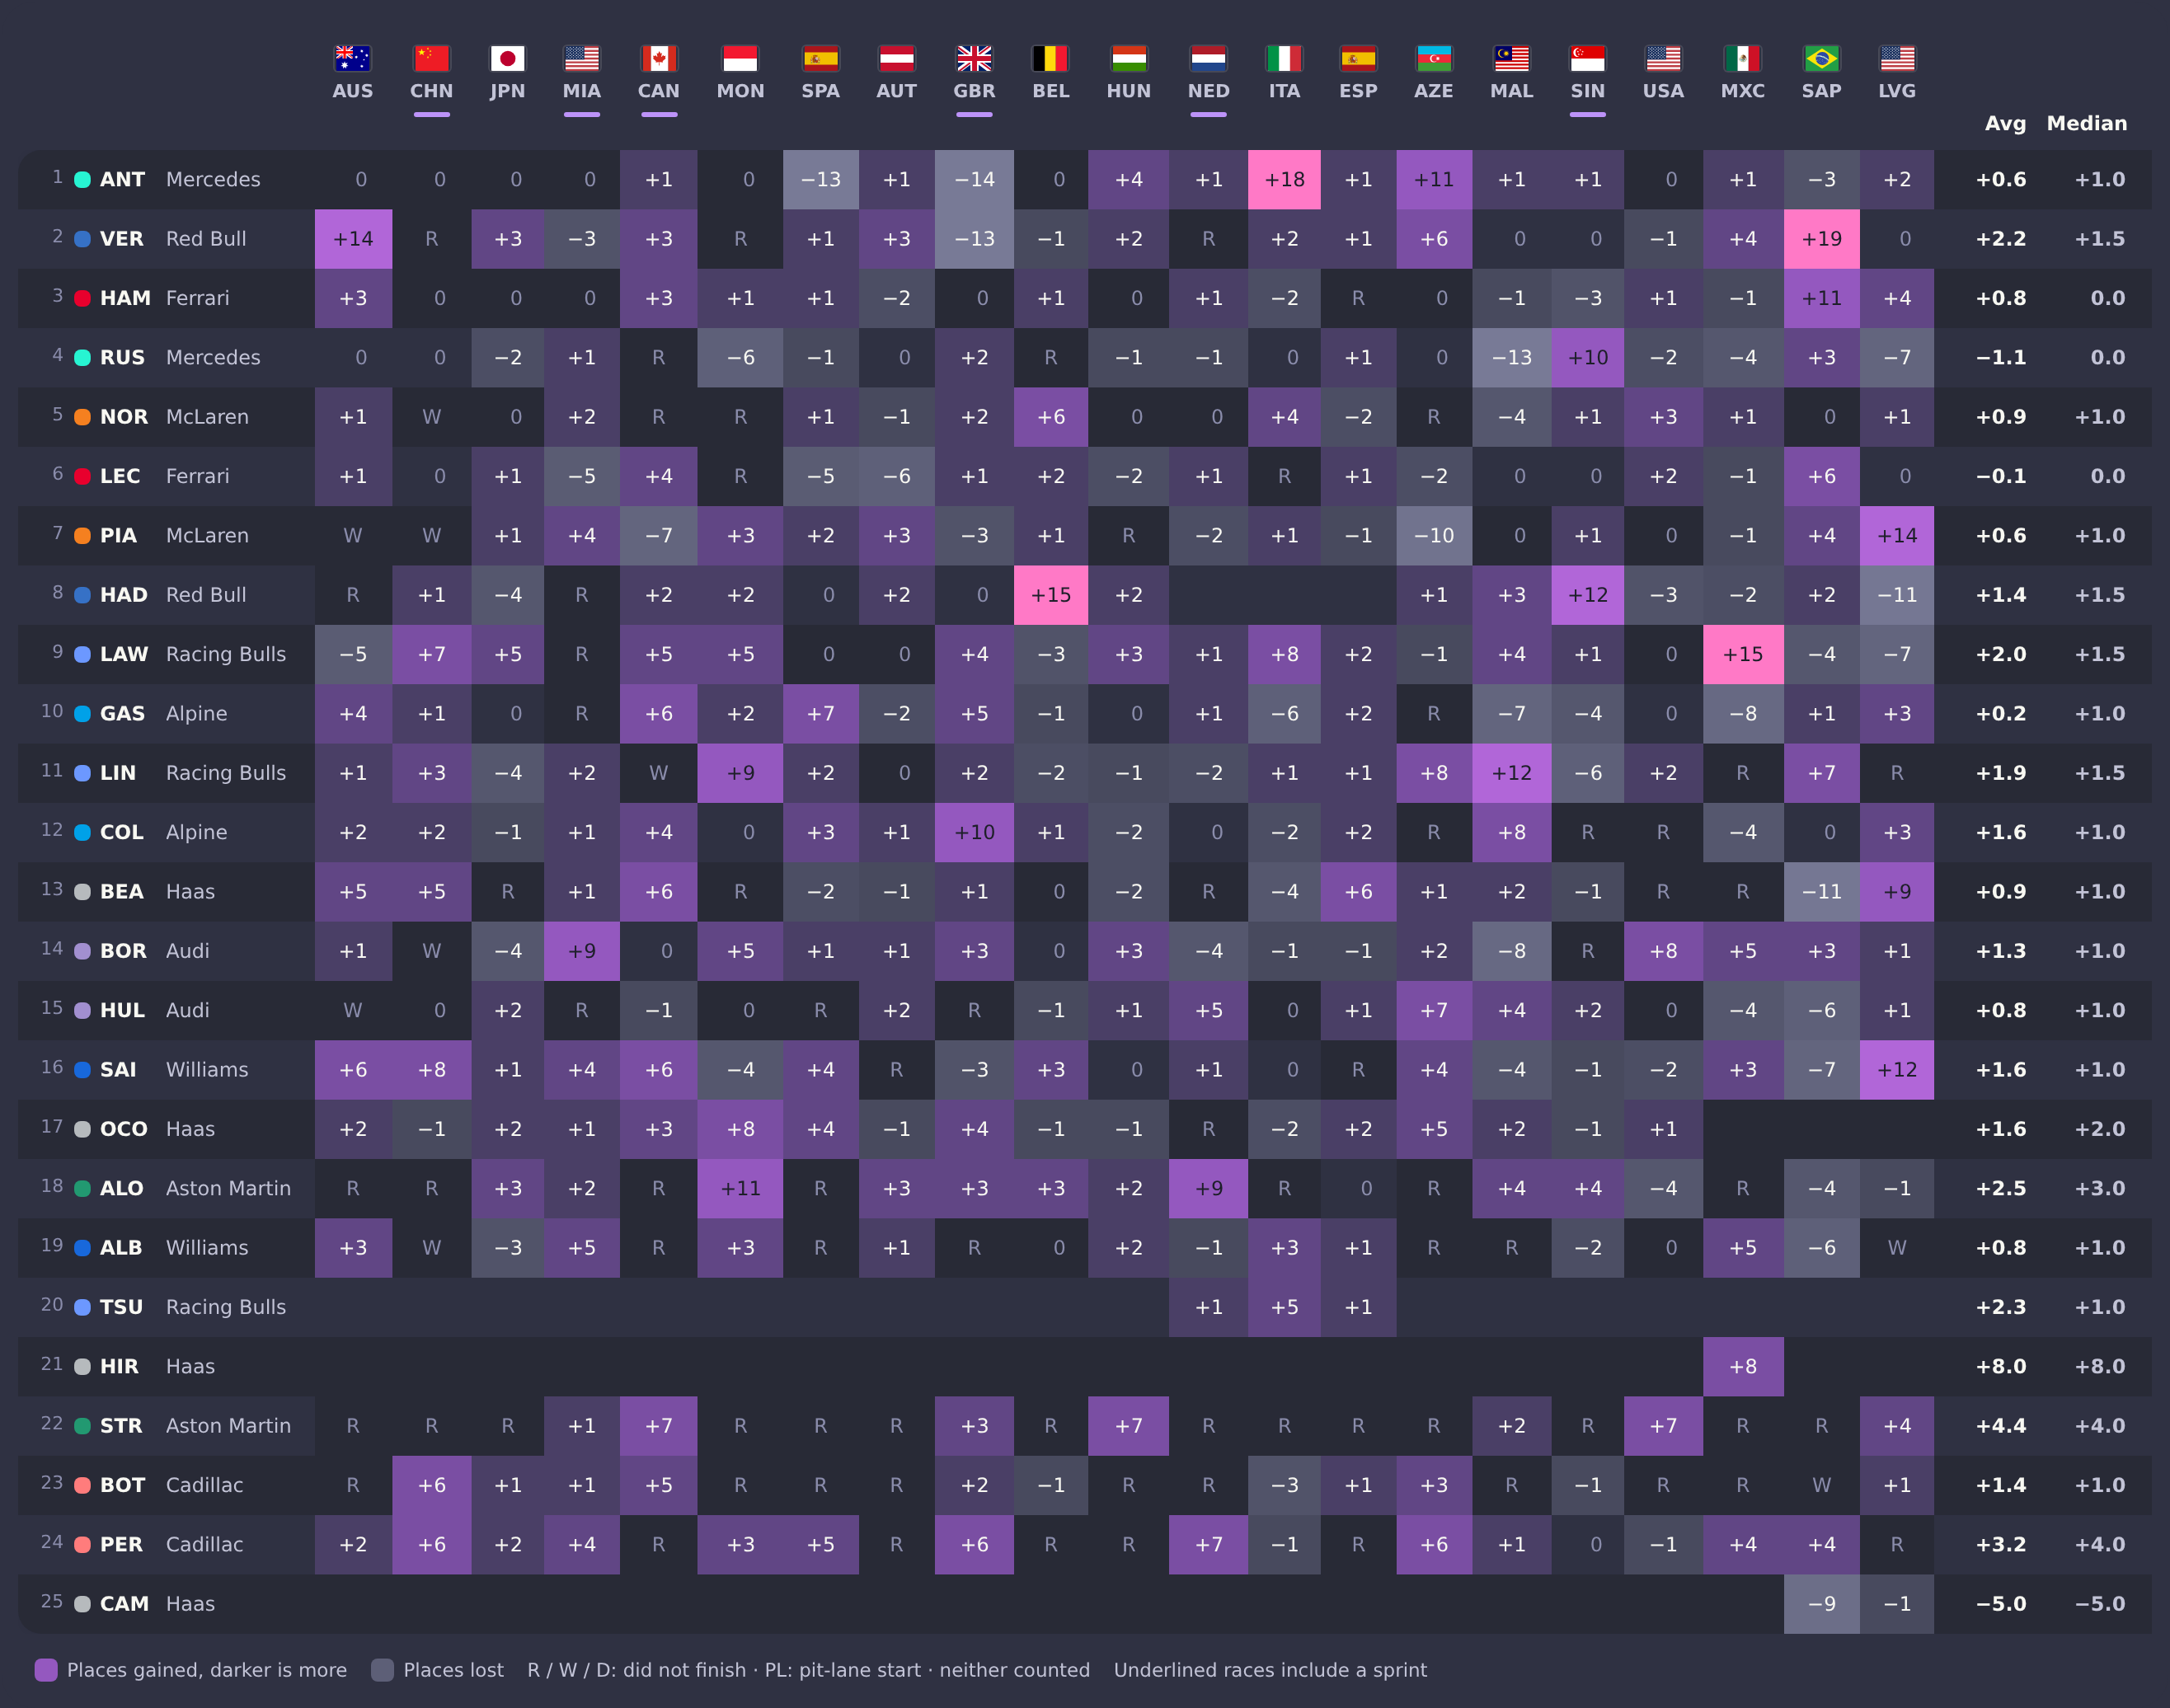 AUS CHN JPN MIA CAN MON SPA AUT GBR BEL HUN NED ITA ESP AZE MAL SIN USA MXC SAP LVG
Avg Median
1 ANT Mercedes 0 0 0 0 +1 0 −13 +1 −14 0 +4 +1 +18 +1 +11 +1 +1 0 +1 −3 +2 +0.6 +1.0
2 VER Red Bull +14 R +3 −3 +3 R +1 +3 −13 −1 +2 R +2 +1 +6 0 0 −1 +4 +19 0 +2.2 +1.5
3 HAM Ferrari +3 0 0 0 +3 +1 +1 −2 0 +1 0 +1 −2 R 0 −1 −3 +1 −1 +11 +4 +0.8 0.0
4 RUS Mercedes 0 0 −2 +1 R −6 −1 0 +2 R −1 −1 0 +1 0 −13 +10 −2 −4 +3 −7 −1.1 0.0
5 NOR McLaren +1 W 0 +2 R R +1 −1 +2 +6 0 0 +4 −2 R −4 +1 +3 +1 0 +1 +0.9 +1.0
6 LEC Ferrari +1 0 +1 −5 +4 R −5 −6 +1 +2 −2 +1 R +1 −2 0 0 +2 −1 +6 0 −0.1 0.0
7 PIA McLaren W W +1 +4 −7 +3 +2 +3 −3 +1 R −2 +1 −1 −10 0 +1 0 −1 +4 +14 +0.6 +1.0
8 HAD Red Bull R +1 −4 R +2 +2 0 +2 0 +15 +2 +1 +3 +12 −3 −2 +2 −11 +1.4 +1.5
9 LAW Racing Bulls −5 +7 +5 R +5 +5 0 0 +4 −3 +3 +1 +8 +2 −1 +4 +1 0 +15 −4 −7 +2.0 +1.5
10 GAS Alpine +4 +1 0 R +6 +2 +7 −2 +5 −1 0 +1 −6 +2 R −7 −4 0 −8 +1 +3 +0.2 +1.0
11 LIN Racing Bulls +1 +3 −4 +2 W +9 +2 0 +2 −2 −1 −2 +1 +1 +8 +12 −6 +2 R +7 R +1.9 +1.5
12 COL Alpine +2 +2 −1 +1 +4 0 +3 +1 +10 +1 −2 0 −2 +2 R +8 R R −4 0 +3 +1.6 +1.0
13 BEA Haas +5 +5 R +1 +6 R −2 −1 +1 0 −2 R −4 +6 +1 +2 −1 R R −11 +9 +0.9 +1.0
14 BOR Audi +1 W −4 +9 0 +5 +1 +1 +3 0 +3 −4 −1 −1 +2 −8 R +8 +5 +3 +1 +1.3 +1.0
15 HUL Audi W 0 +2 R −1 0 R +2 R −1 +1 +5 0 +1 +7 +4 +2 0 −4 −6 +1 +0.8 +1.0
16 SAI Williams +6 +8 +1 +4 +6 −4 +4 R −3 +3 0 +1 0 R +4 −4 −1 −2 +3 −7 +12 +1.6 +1.0
17 OCO Haas +2 −1 +2 +1 +3 +8 +4 −1 +4 −1 −1 R −2 +2 +5 +2 −1 +1 +1.6 +2.0
18 ALO Aston Martin R R +3 +2 R +11 R +3 +3 +3 +2 +9 R 0 R +4 +4 −4 R −4 −1 +2.5 +3.0
19 ALB Williams +3 W −3 +5 R +3 R +1 R 0 +2 −1 +3 +1 R R −2 0 +5 −6 W +0.8 +1.0
20 TSU Racing Bulls +1 +5 +1 +2.3 +1.0
21 HIR Haas +8 +8.0 +8.0
22 STR Aston Martin R R R +1 +7 R R R +3 R +7 R R R R +2 R +7 R R +4 +4.4 +4.0
23 BOT Cadillac R +6 +1 +1 +5 R R R +2 −1 R R −3 +1 +3 R −1 R R W +1 +1.4 +1.0
24 PER Cadillac +2 +6 +2 +4 R +3 +5 R +6 R R +7 −1 R +6 +1 0 −1 +4 +4 R +3.2 +4.0
25 CAM Haas −9 −1 −5.0 −5.0
Places gained, darker is more Places lost R / W / D: did not finish · PL: pit-lane start · neither counted Underlined races include a sprint